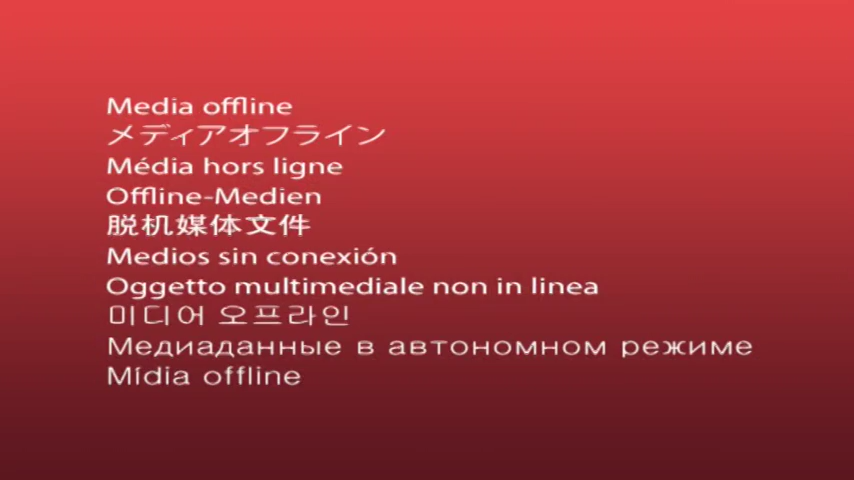 Media offline
メディアオフライン
Média hors ligne
Offline-Medien
脱机媒体文件
Medios sin conexión
Oggetto multimediale non in linea
미디어 오프라인
Медиаданные в автономном режиме
Mídia offline